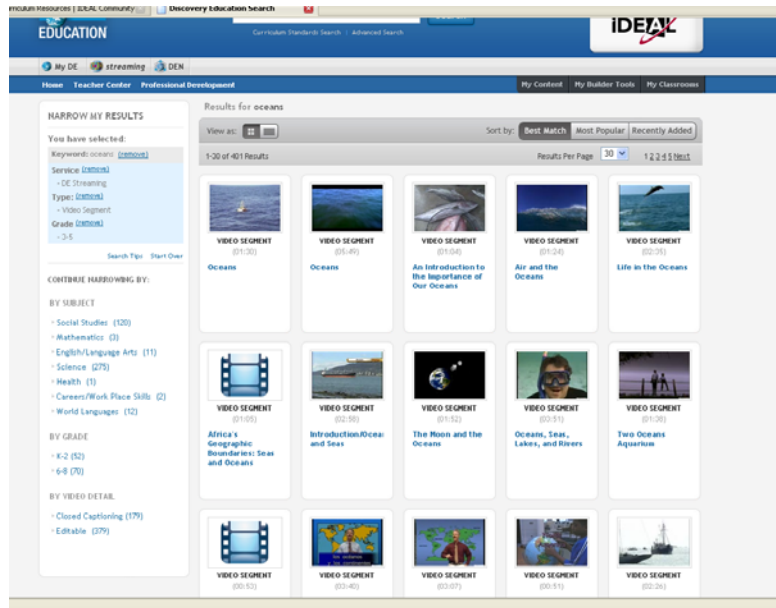 Curriculum Resources | IDEAL Community
Discovery Education Search
EDUCATION
Search
Curriculum Standards Search | Advanced Search
iDEAL
My DE streaming DEN
Home Teacher Center Professional Development
My Content My Builder Tools My Classrooms
NARROW MY RESULTS
You have selected:
Keyword: oceans (remove)
Service (remove)
- DE Streaming
Type: (remove)
- Video Segment
Grade (remove)
- 3-5
Search Tips Start Over
CONTINUE NARROWING BY:
BY SUBJECT
Social Studies (120)
Mathematics (3)
English/Language Arts (11)
Science (275)
Health (1)
Careers/Work Place Skills (2)
World Languages (12)
BY GRADE
K-2 (52)
6-8 (70)
BY VIDEO DETAIL
Closed Captioning (179)
Editable (379)
Results for oceans
View as:
Sort by: Best Match Most Popular Recently Added
1-30 of 401 Results
Results Per Page 30 1 2 3 4 5 Next
VIDEO SEGMENT
(01:30)
Oceans
VIDEO SEGMENT
(05:49)
Oceans
VIDEO SEGMENT
(01:04)
An Introduction to
the Importance of
Our Oceans
VIDEO SEGMENT
(01:24)
Air and the
Oceans
VIDEO SEGMENT
(02:35)
Life in the Oceans
VIDEO SEGMENT
(01:05)
Africa's
Geographic
Boundaries: Seas
and Oceans
VIDEO SEGMENT
(02:58)
Introduction/Ocea
and Seas
VIDEO SEGMENT
(01:52)
The Moon and the
Oceans
VIDEO SEGMENT
(03:51)
Oceans, Seas,
Lakes, and Rivers
VIDEO SEGMENT
(01:38)
Two Oceans
Aquarium
VIDEO SEGMENT
(00:53)
los océanos
VIDEO SEGMENT
(03:40)
VIDEO SEGMENT
(03:07)
VIDEO SEGMENT
(00:51)
VIDEO SEGMENT
(02:26)